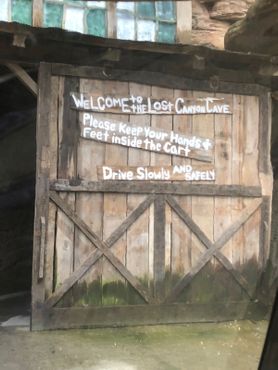 WELCOME TO THE LOST CANYON CAVE
Please Keep Your Hands +
Feet inside the Cart
Drive Slowly AND SAFELY